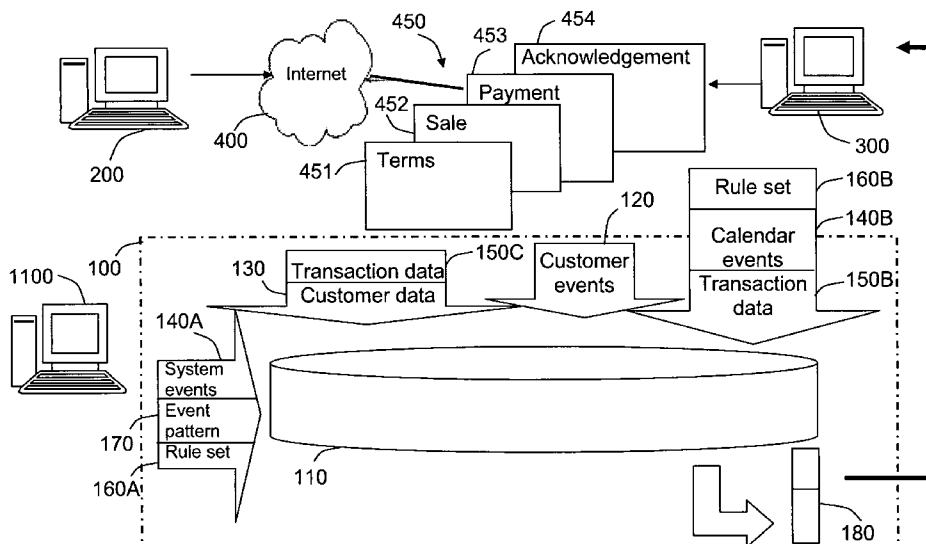 454
450
453
Acknowledgement
Internet
Payment
452
Sale
400
451
Terms
200
300
Rule set
160B
120
140B
Calendar
events
100
150C
130
Transaction data
Customer data
Customer
events
Transaction
data
150B
1100
140A
System
events
Event
pattern
170
Rule set
160A
110
180